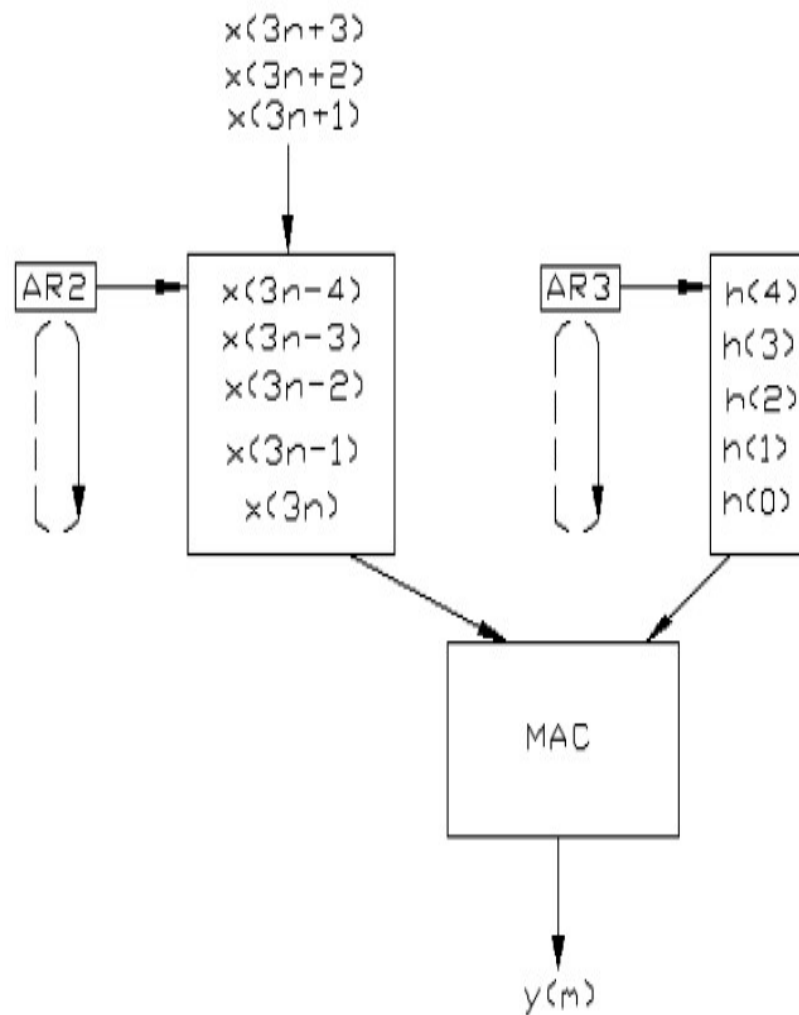 x(3n+3)
x(3n+2)
x(3n+1)
AR2
x(3n-4)
x(3n-3)
x(3n-2)
x(3n-1)
x(3n)
AR3
h(4)
h(3)
h(2)
h(1)
h(0)
MAC
y(m)